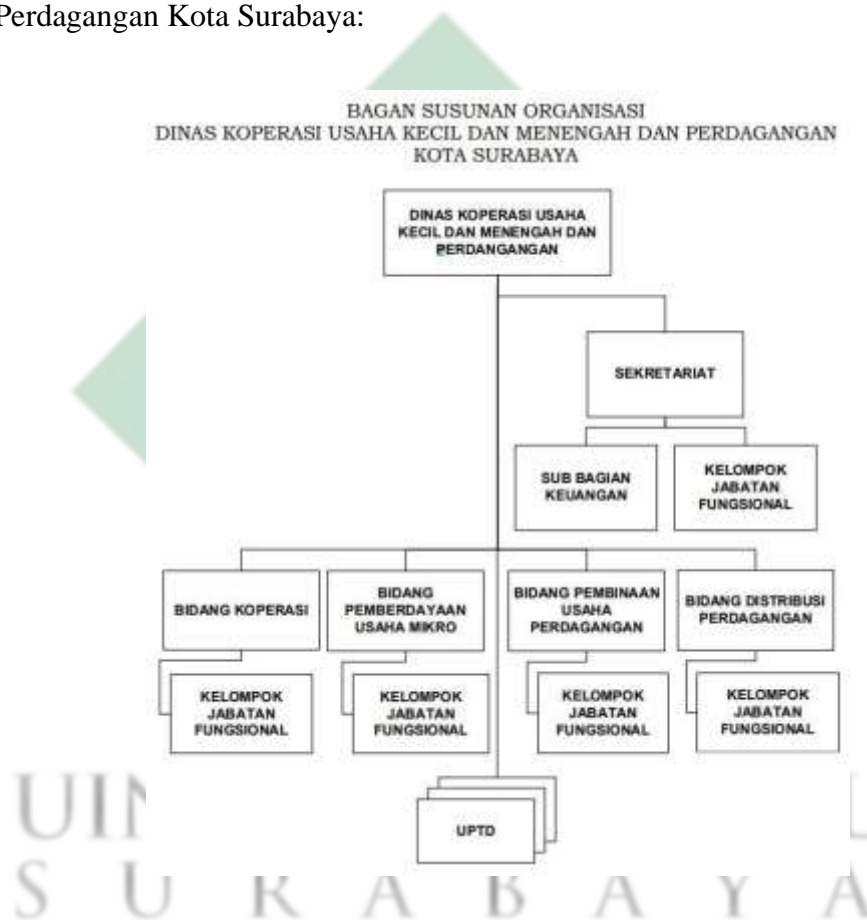 Perdagangan Kota Surabaya:
BAGAN SUSUNAN ORGANISASI
DINAS KOPERASI USAHA KECIL DAN MENENGAH DAN PERDAGANGAN
KOTA SURABAYA
DINAS KOPERASI USAHA
KECIL DAN MENENGAH DAN
PERDANGANGAN
SEKRETARIAT
SUB BAGIAN
KEUANGAN
KELOMPOK
JABATAN
FUNGSIONAL
BIDANG KOPERASI
BIDANG
PEMBERDAYAAN
USAHA MIKRO
BIDANG PEMBINAAN
USAHA
PERDAGANGAN
BIDANG DISTRIBUSI
PERDAGANGAN
KELOMPOK
JABATAN
FUNGSIONAL
KELOMPOK
JABATAN
FUNGSIONAL
KELOMPOK
JABATAN
FUNGSIONAL
KELOMPOK
JABATAN
FUNGSIONAL
UPTD
UIN
SURABAYA